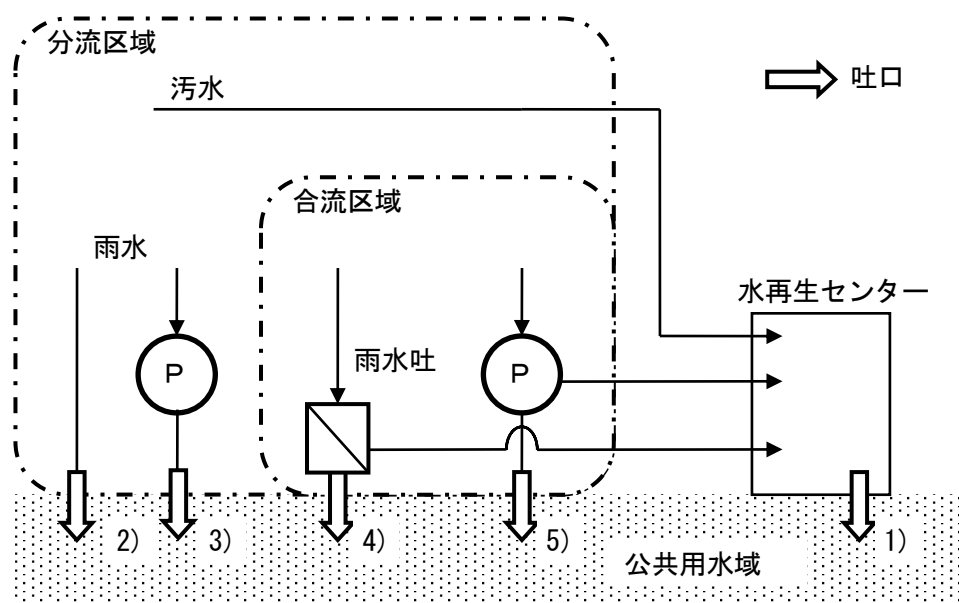 分流区域
吐口
汚水
合流区域
雨水
水再生センター
P
雨水吐
P
2)
3)
4)
5)
1)
公共用水域